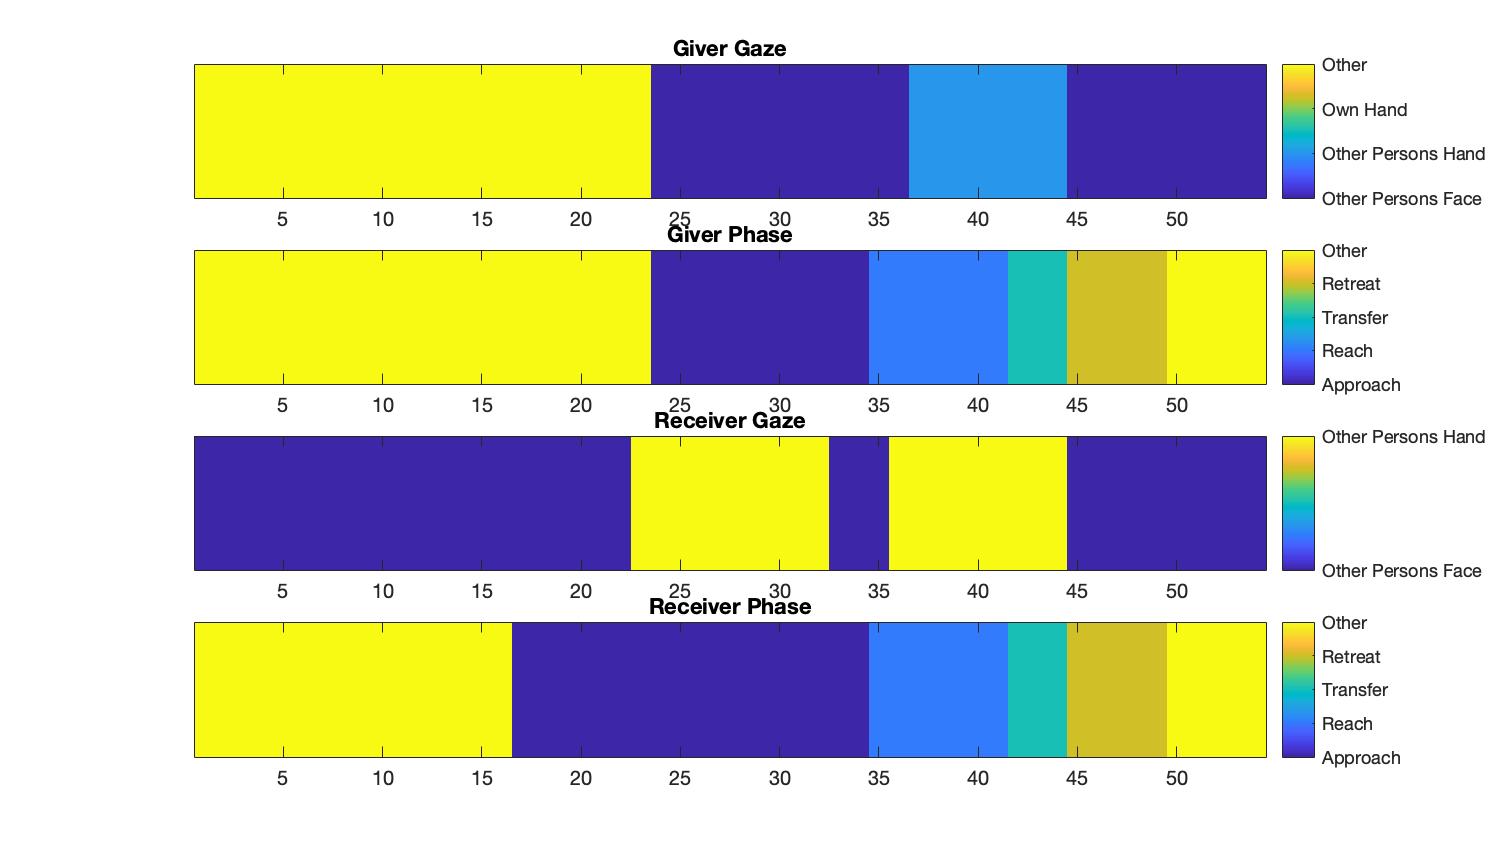 Giver Gaze
Other
Own Hand
Other Persons Hand
Other Persons Face
5 10 15 20 25 30 35 40 45 50
Giver Phase
Other
Retreat
Transfer
Reach
Approach
5 10 15 20 25 30 35 40 45 50
Receiver Gaze
Other Persons Hand
Other Persons Face
5 10 15 20 25 30 35 40 45 50
Receiver Phase
Other
Retreat
Transfer
Reach
Approach
5 10 15 20 25 30 35 40 45 50